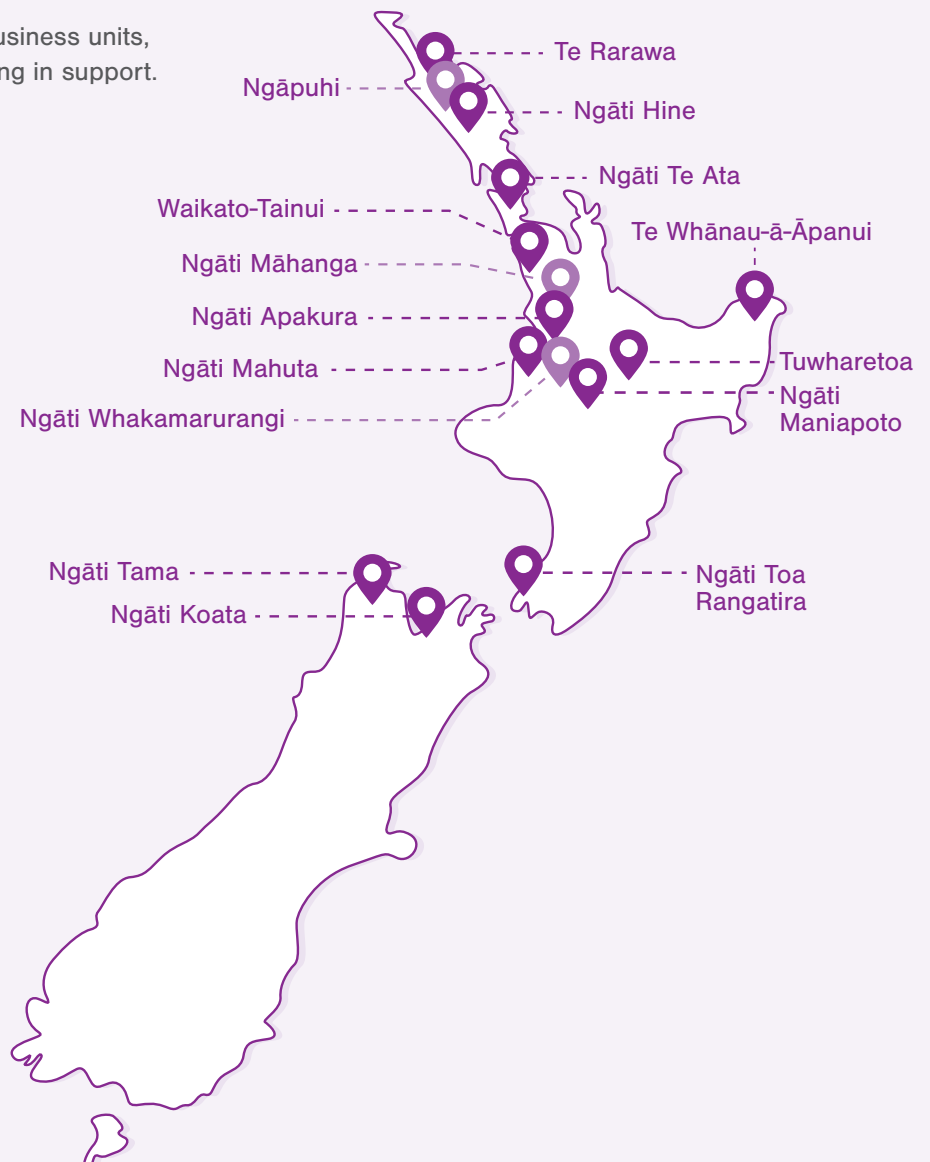 usiness units,
ng in support.
Te Rarawa
Ngāpuhi
Ngāti Hine
Ngāti Te Ata
Waikato-Tainui
Te Whānau-ā-Āpanui
Ngāti Māhanga
Ngāti Apakura
Ngāti Mahuta
Tuwharetoa
Ngāti
Maniapoto
Ngāti Whakamarurangi
Ngāti Tama
Ngāti Toa
Rangatira
Ngāti Koata